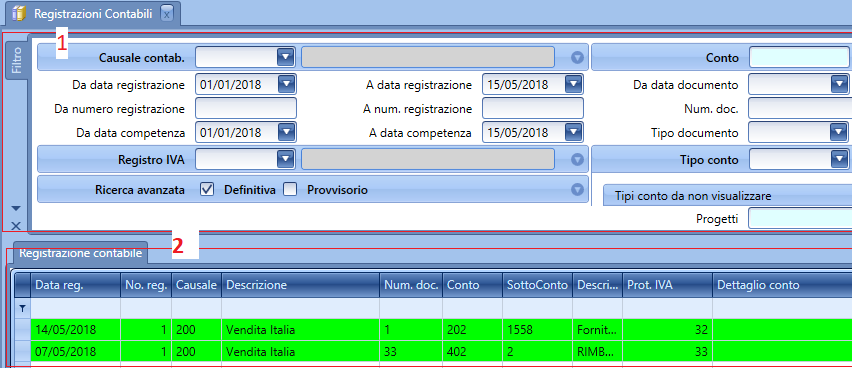 Registrazioni Contabili x
1
Filtro
Causale contab. Conto
Da data registrazione 01/01/2018 A data registrazione 15/05/2018 Da data documento
Da numero registrazione A num. registrazione Num. doc.
Da data competenza 01/01/2018 A data competenza 15/05/2018 Tipo documento
Registro IVA Tipo conto
Ricerca avanzata Definitiva Provvisorio
Tipi conto da non visualizzare
Progetti
2
Registrazione contabile
Data reg. No. reg. Causale Descrizione Num. doc. Conto SottoConto Descri... Prot. IVA Dettaglio conto
14/05/2018 1 200 Vendita Italia 1 202 1558 Fornit... 32
07/05/2018 1 200 Vendita Italia 33 402 2 RIMB... 33